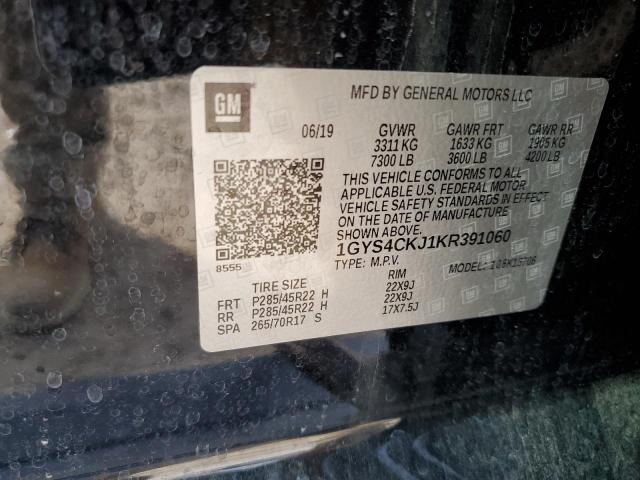 GM
MFD BY GENERAL MOTORS LLC
06/19 GVWR GAWR FRT GAWR RR
3311 KG 1633 KG 1905 KG
7300 LB 3600 LB 4200 LB
THIS VEHICLE CONFORMS TO ALL
APPLICABLE U.S. FEDERAL MOTOR
VEHICLE SAFETY STANDARDS IN EFFECT
ON THE DATE OF MANUFACTURE
SHOWN ABOVE.
1GYS4CKJ1KR391060
8555 TYPE: M.P.V. MODEL:
TIRE SIZE RIM
FRT P285/45R22 H 22X9J
RR P285/45R22 H 22X9J
SPA 265/70R17 S 17X7.5J